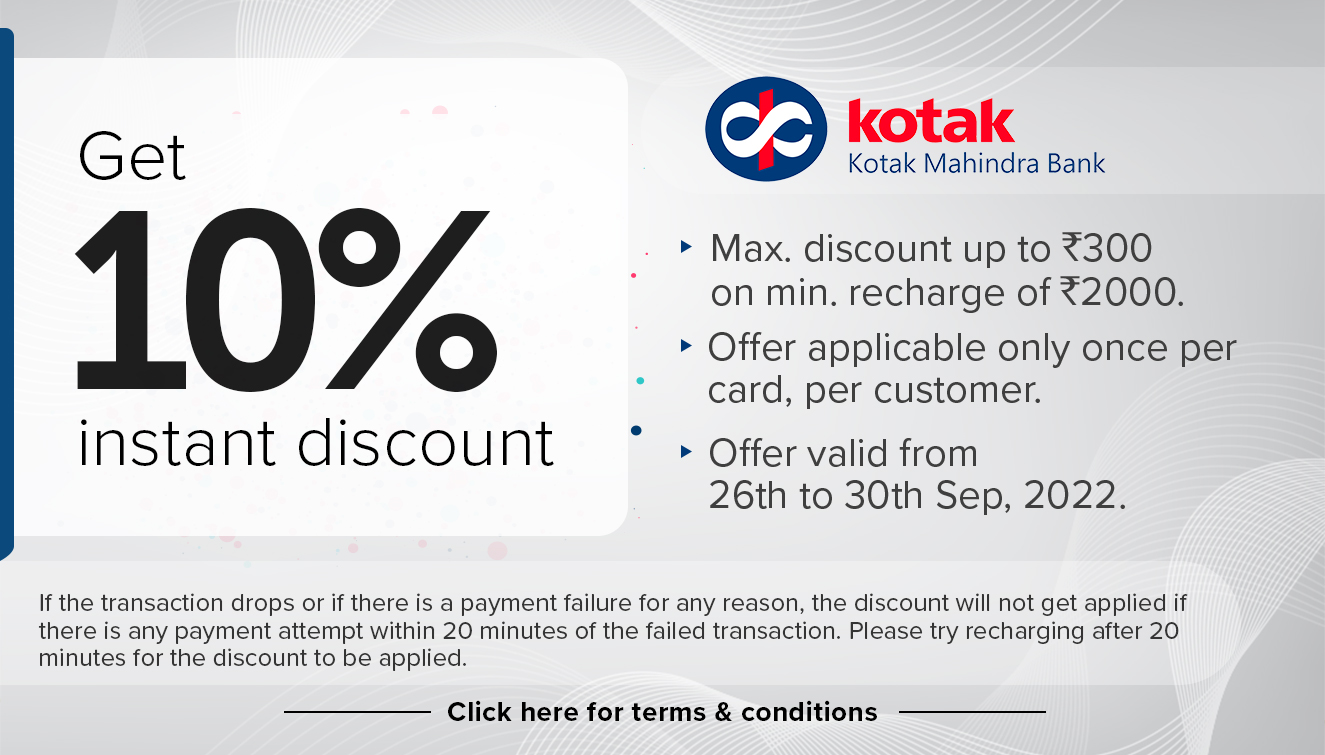 Get
10%
instant discount
kotak
Kotak Mahindra Bank
Max. discount up to ₹300
on min. recharge of ₹2000.
Offer applicable only once per
card, per customer.
Offer valid from
26th to 30th Sep, 2022.
If the transaction drops or if there is a payment failure for any reason, the discount will not get applied if
there is any payment attempt within 20 minutes of the failed transaction. Please try recharging after 20
minutes for the discount to be applied.
Click here for terms & conditions